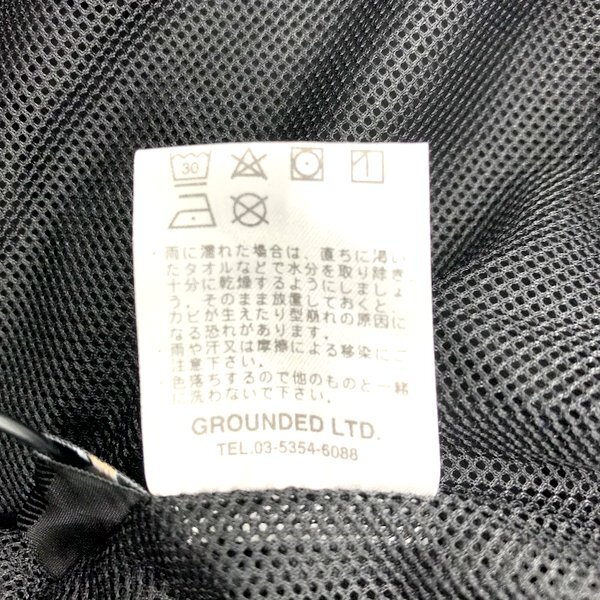 30
・雨に濡れた場合は、直ちに渇い
たタオルなどで水分を取り除き
十分に乾燥するようにしましょ
う。そのまま放置しておくと、
カビが生えたり型崩れの原因に
なる恐れがあります。
・雨や汗又は摩擦による移染にご
注意下さい。
・色落ちするので他のものと一緒
に洗わないで下さい。
GROUNDED LTD.
TEL.03-5354-6088